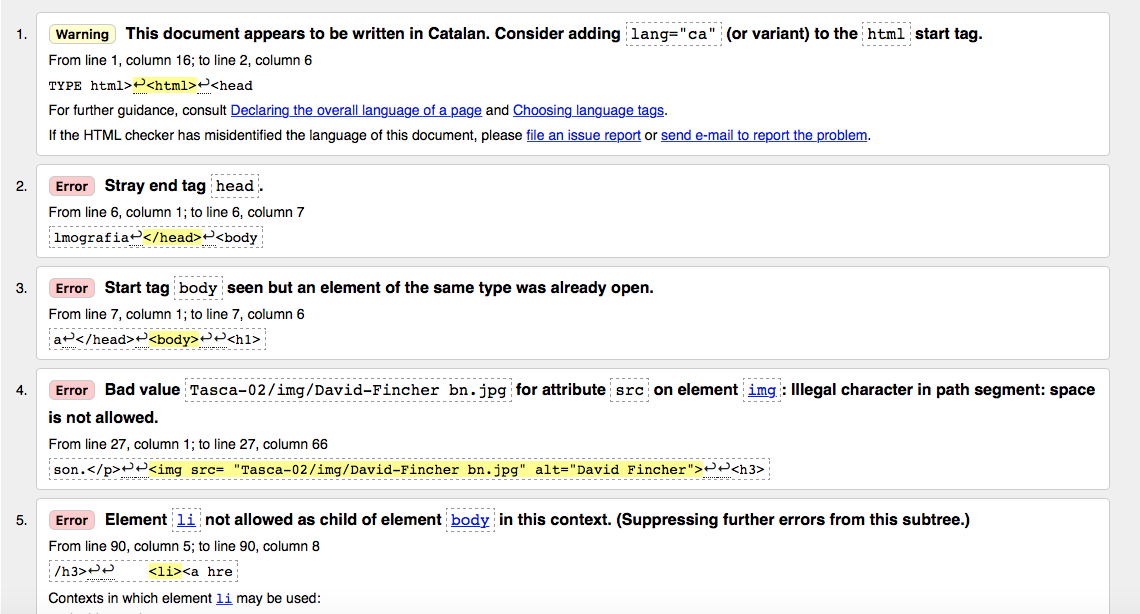 1. Warning This document appears to be written in Catalan. Consider adding lang="ca" (or variant) to the html start tag.
From line 1, column 16; to line 2, column 6
TYPE html>↩<html>↩<head
For further guidance, consult Declaring the overall language of a page and Choosing language tags.
If the HTML checker has misidentified the language of this document, please file an issue report or send e-mail to report the problem.
2. Error Stray end tag head.
From line 6, column 1; to line 6, column 7
lmografia↩</head>↩<body
3. Error Start tag body seen but an element of the same type was already open.
From line 7, column 1; to line 7, column 6
a↩</head>↩<body>↩↩<h1>
4. Error Bad value Tasca-02/img/David-Fincher bn.jpg for attribute src on element img: Illegal character in path segment: space
is not allowed.
From line 27, column 1; to line 27, column 66
son.</p>↩↩<img src= "Tasca-02/img/David-Fincher bn.jpg" alt="David Fincher">↩↩<h3>
5. Error Element li not allowed as child of element body in this context. (Suppressing further errors from this subtree.)
From line 90, column 5; to line 90, column 8
/h3>↩↩    <li><a hre
Contexts in which element li may be used: